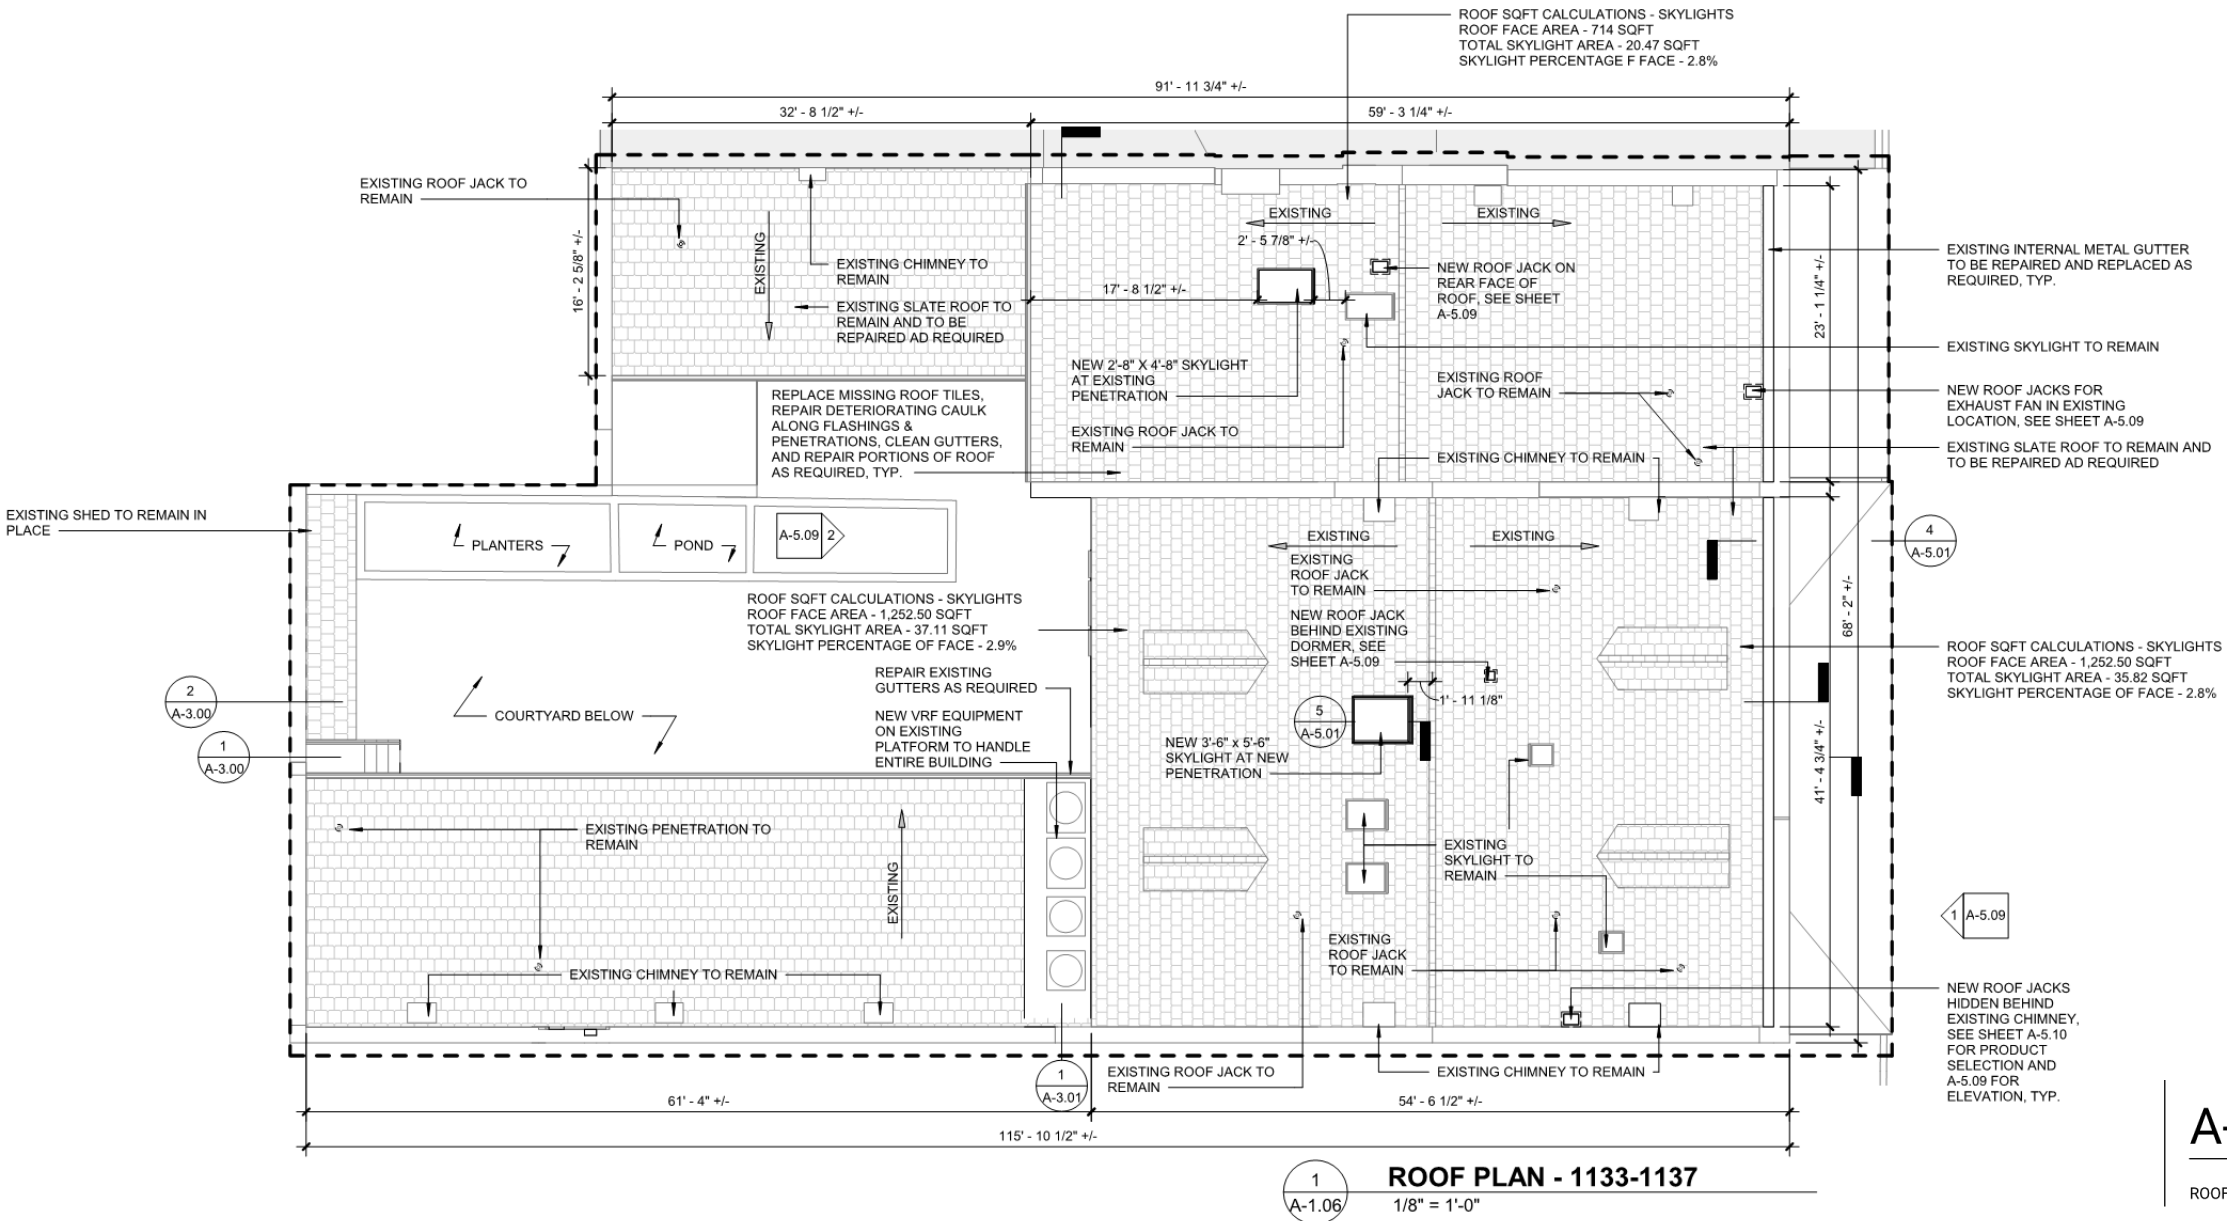 ROOF SQFT CALCULATIONS - SKYLIGHTS
ROOF FACE AREA - 714 SQFT
TOTAL SKYLIGHT AREA - 20.47 SQFT
SKYLIGHT PERCENTAGE F FACE - 2.8%
91' - 11 3/4" +/-
32' - 8 1/2" +/-
59' - 3 1/4" +/-
EXISTING ROOF JACK TO
REMAIN
16' - 2 5/8" +/-
EXISTING
EXISTING CHIMNEY TO
REMAIN
EXISTING SLATE ROOF TO
REMAIN AND TO BE
REPAIRED AD REQUIRED
EXISTING
EXISTING
2' - 5 7/8" +/-
17' - 8 1/2" +/-
NEW ROOF JACK ON
REAR FACE OF
ROOF, SEE SHEET
A-5.09
23' - 1 1/4" +/-
EXISTING INTERNAL METAL GUTTER
TO BE REPAIRED AND REPLACED AS
REQUIRED, TYP.
EXISTING SKYLIGHT TO REMAIN
NEW 2'-8" X 4'-8" SKYLIGHT
AT EXISTING
PENETRATION
EXISTING ROOF
JACK TO REMAIN
NEW ROOF JACKS FOR
EXHAUST FAN IN EXISTING
LOCATION, SEE SHEET A-5.09
REPLACE MISSING ROOF TILES,
REPAIR DETERIORATING CAULK
ALONG FLASHINGS &
PENETRATIONS, CLEAN GUTTERS,
AND REPAIR PORTIONS OF ROOF
AS REQUIRED, TYP.
EXISTING ROOF JACK TO
REMAIN
EXISTING CHIMNEY TO REMAIN
EXISTING SLATE ROOF TO REMAIN AND
TO BE REPAIRED AD REQUIRED
EXISTING SHED TO REMAIN IN
PLACE
PLANTERS
POND
A-5.09 2
EXISTING
EXISTING
4
A-5.01
EXISTING
ROOF JACK
TO REMAIN
68' - 2" +/-
ROOF SQFT CALCULATIONS - SKYLIGHTS
ROOF FACE AREA - 1,252.50 SQFT
TOTAL SKYLIGHT AREA - 37.11 SQFT
SKYLIGHT PERCENTAGE OF FACE - 2.9%
NEW ROOF JACK
BEHIND EXISTING
DORMER, SEE
SHEET A-5.09
ROOF SQFT CALCULATIONS - SKYLIGHTS
ROOF FACE AREA - 1,252.50 SQFT
TOTAL SKYLIGHT AREA - 35.82 SQFT
SKYLIGHT PERCENTAGE OF FACE - 2.8%
REPAIR EXISTING
GUTTERS AS REQUIRED
2
A-3.00
COURTYARD BELOW
1' - 11 1/8"
5
A-5.01
NEW VRF EQUIPMENT
ON EXISTING
PLATFORM TO HANDLE
ENTIRE BUILDING
1
A-3.00
NEW 3'-6" x 5'-6"
SKYLIGHT AT NEW
PENETRATION
41' - 4 3/4" +/-
EXISTING PENETRATION TO
REMAIN
EXISTING
EXISTING
SKYLIGHT TO
REMAIN
1 A-5.09
EXISTING
ROOF JACK
TO REMAIN
EXISTING CHIMNEY TO REMAIN
NEW ROOF JACKS
HIDDEN BEHIND
EXISTING CHIMNEY,
SEE SHEET A-5.10
FOR PRODUCT
SELECTION AND
A-5.09 FOR
ELEVATION, TYP.
1
A-3.01
EXISTING ROOF JACK TO
REMAIN
EXISTING CHIMNEY TO REMAIN
61' - 4" +/-
54' - 6 1/2" +/-
115' - 10 1/2" +/-
1
A-1.06
ROOF PLAN - 1133-1137
1/8" = 1'-0"
A-
ROOF